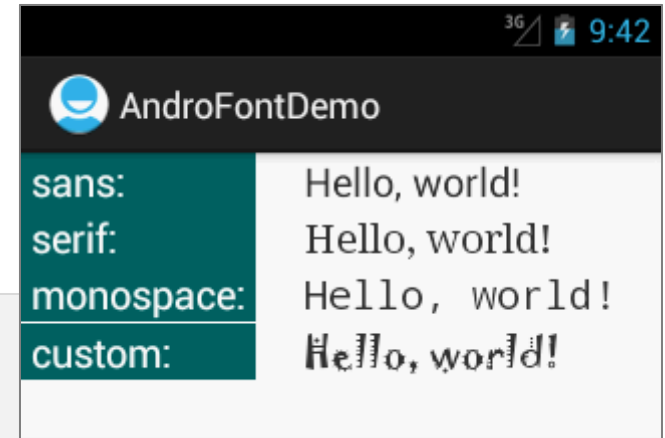 3G 9:42
AndroFontDemo
sans: Hello, world!
serif: Hello, world!
monospace: Hello, world!
custom: Hello, world!